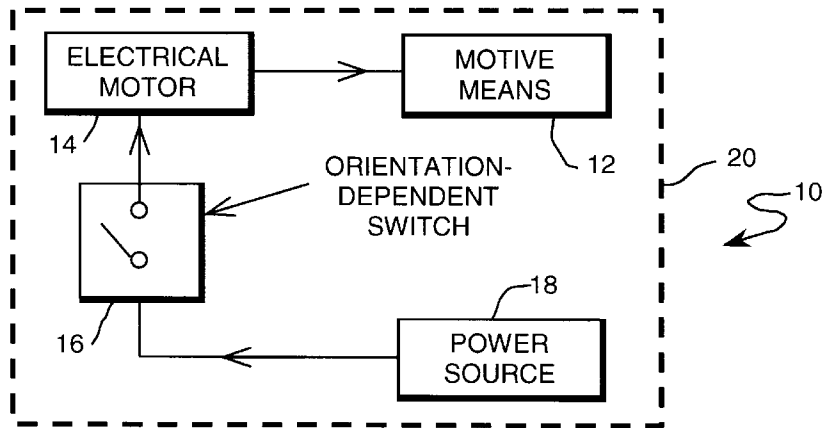 ELECTRICAL
MOTOR
MOTIVE
MEANS
14
12
20
10
ORIENTATION-
DEPENDENT
SWITCH
16
18
POWER
SOURCE